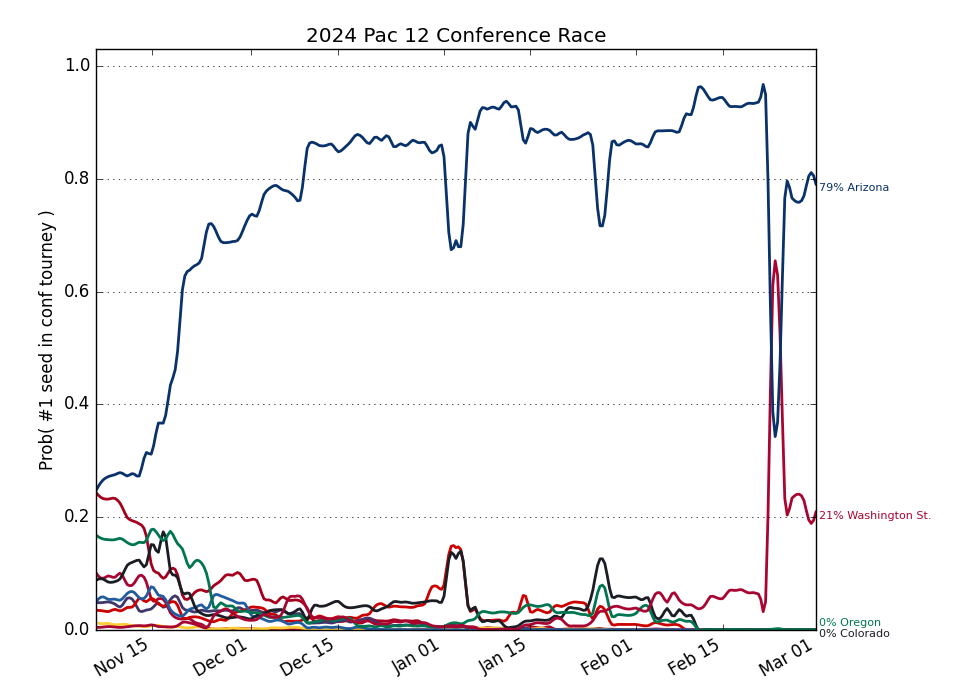 2024 Pac 12 Conference Race
1.0
0.8
0.6
0.4
0.2
0.0
Prob( #1 seed in conf tourney )
79% Arizona
21% Washington St.
0% Oregon
0% Colorado
Nov 15
Dec 01
Dec 15
Jan 01
Jan 15
Feb 01
Feb 15
Mar 01